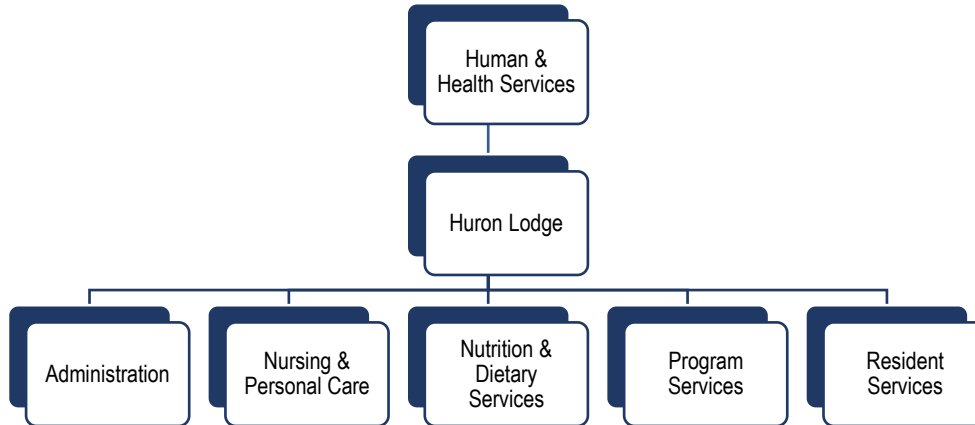 Human &
Health Services
Huron Lodge
Administration
Nursing &
Personal Care
Nutrition &
Dietary
Services
Program
Services
Resident
Services